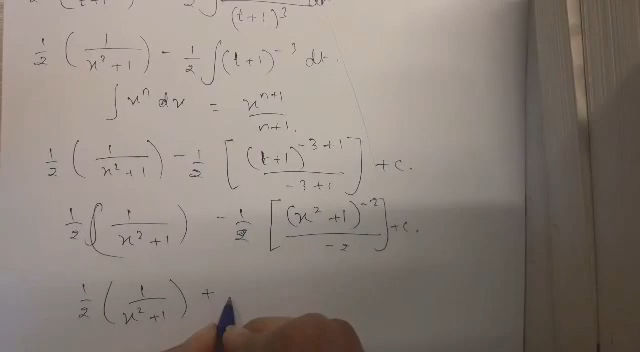 (t+1)³
1/2 (1/(x²+1)) - 1/2 ∫(t+1)⁻³ dt.
∫xⁿ dx = xⁿ⁺¹/(n+1).
1/2 (1/(x²+1)) - 1/2 [(t+1)⁻³⁺¹/(-3+1)] + c.
1/2 (1/(x²+1)) - 1/2 [(x²+1)⁻²/(-2)] + c.
1/2 (1/(x²+1)) +